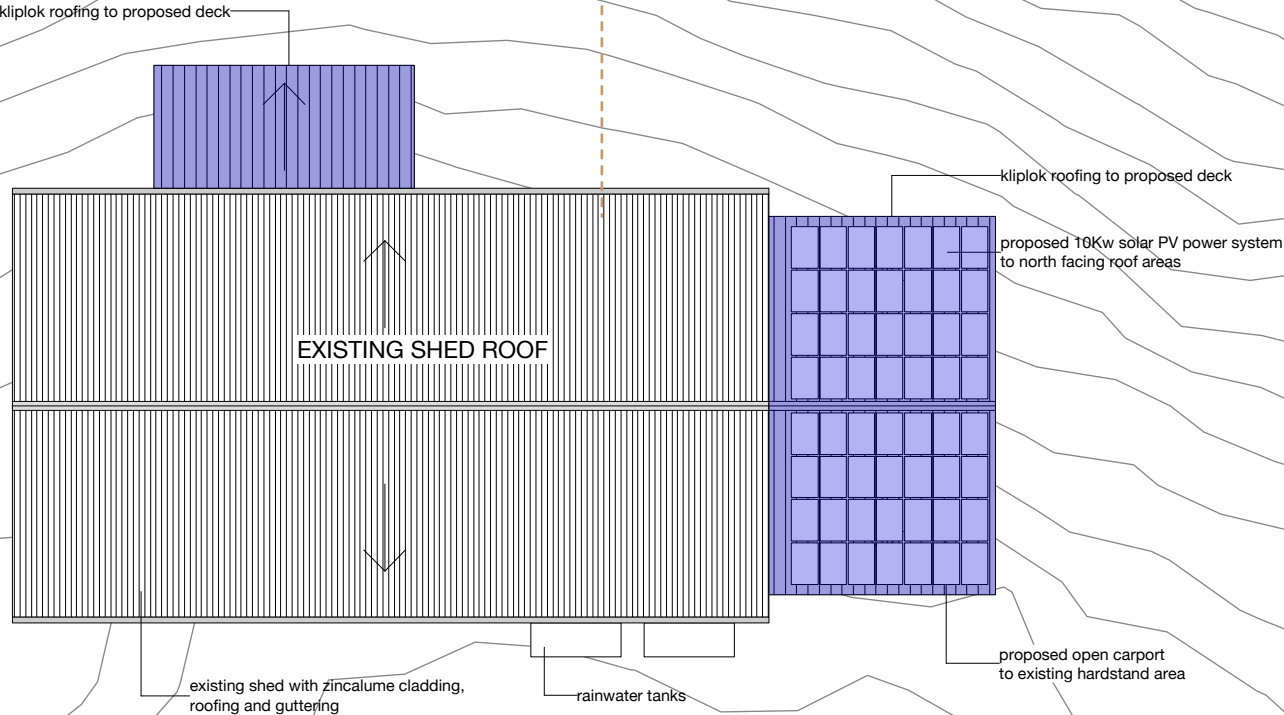 kliplok roofing to proposed deck
kliplok roofing to proposed deck
proposed 10Kw solar PV power system
to north facing roof areas
EXISTING SHED ROOF
proposed open carport
to existing hardstand area
existing shed with zincalume cladding,
roofing and guttering
rainwater tanks